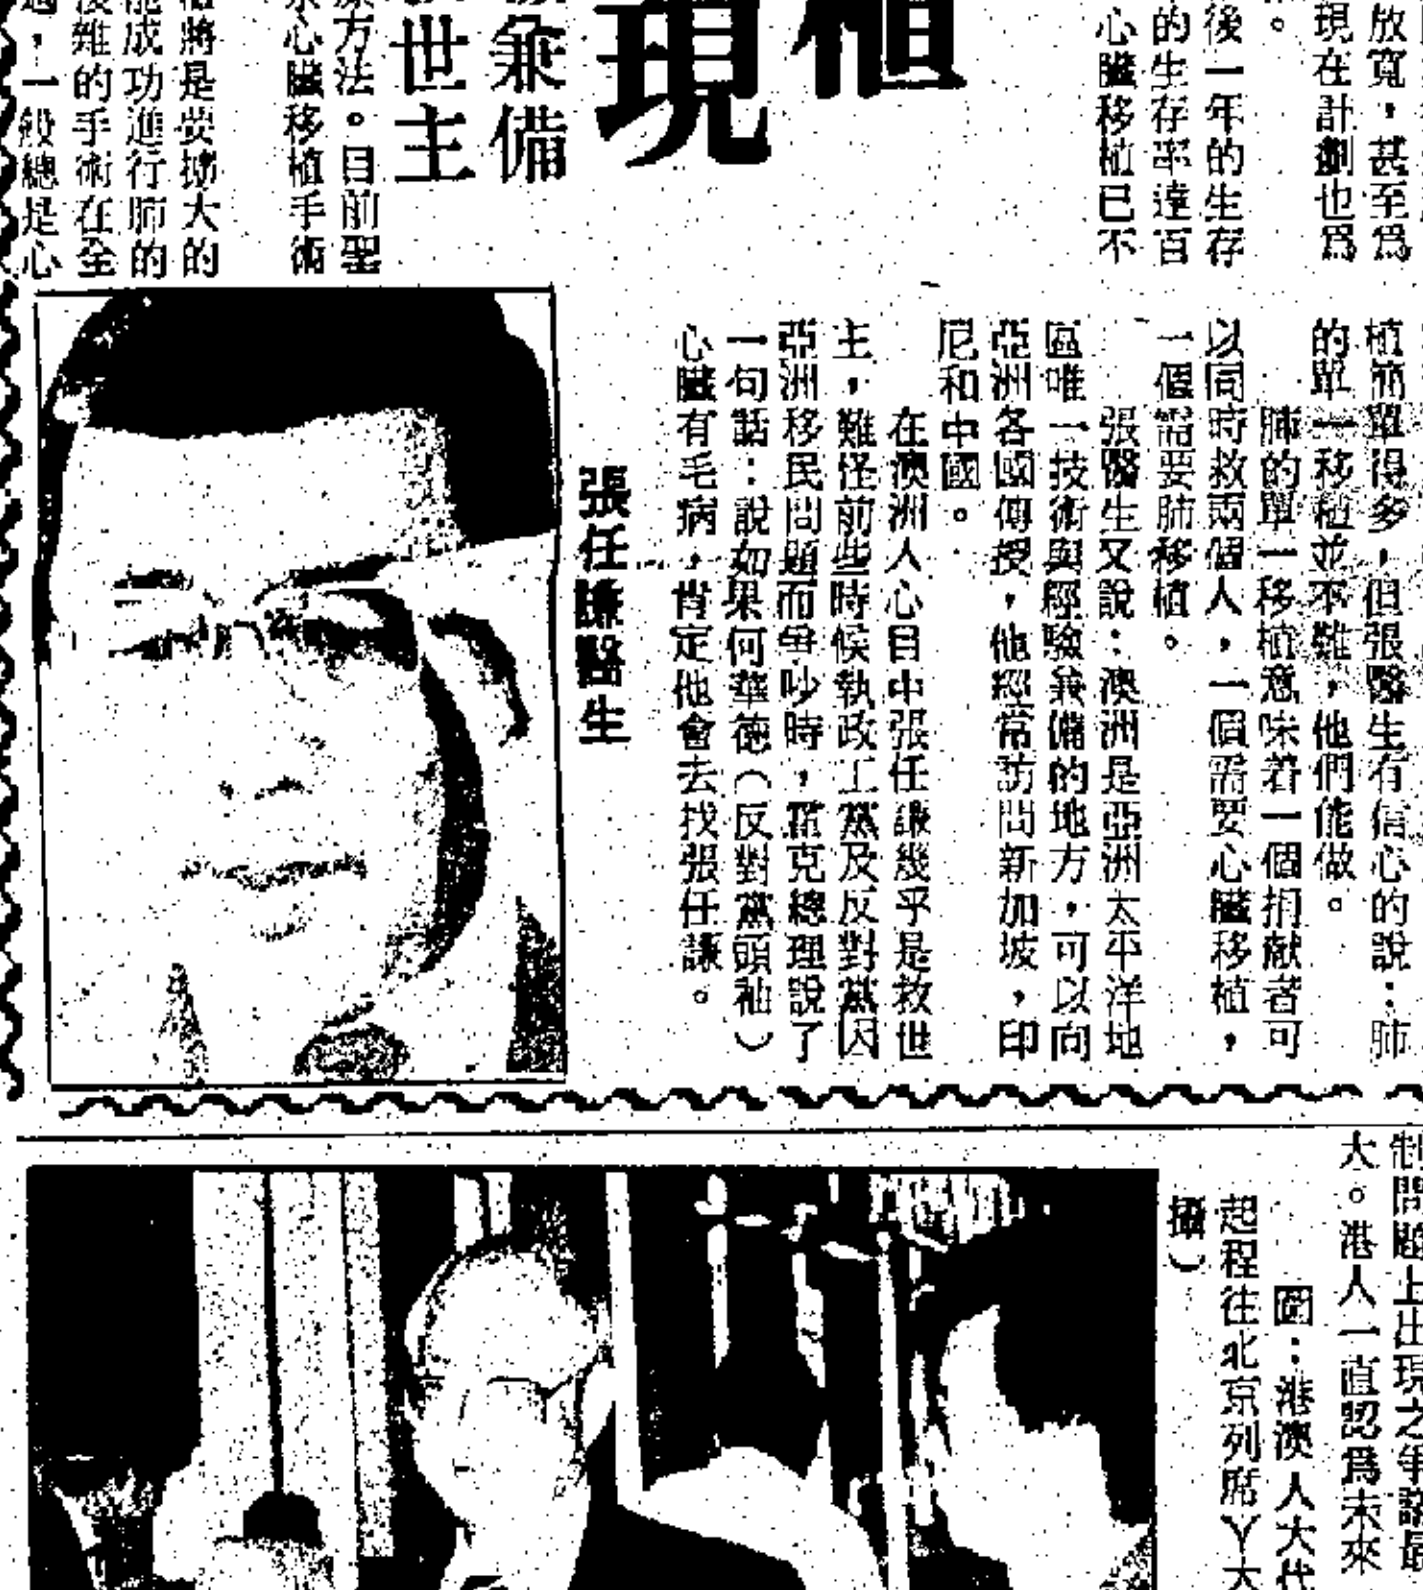 放寬，甚至爲
現在計劃也爲
後一年的生存
的生存率達百
心臟移植已不
植
現
兼備
世主
方法。目前聖
心臟移植手術
將是要擴大的
能成功進行肺的
後雜的手術在全
過，一般總是心
植簡單得多，但張醫生有信心的說：肺
的單一移植並不難，他們能做。
肺的單一移植意味着一個捐献者可
以同時救兩個人，一個需要心臟移植，
一個需要肺移植。
張醫生又說：澳洲是亞洲太平洋地
區唯一技術與經驗兼備的地方，可以向
亞洲各國傳授，他經常訪問新加坡，印
尼和中國。
在澳洲人心目中張任謙幾乎是救世
主，難怪前些時候執政工黨及反對黨因
亞洲移民問題而爭吵時，霍克總理說了
一句話：說如果何華德（反對黨頭袖）
心臟有毛病，肯定他會去找張任謙。
張任謙醫生
制問題上出現之爭議最
大。港人一直認爲未來
圖：港澳人大代
起程往北京列席丫大
攝）